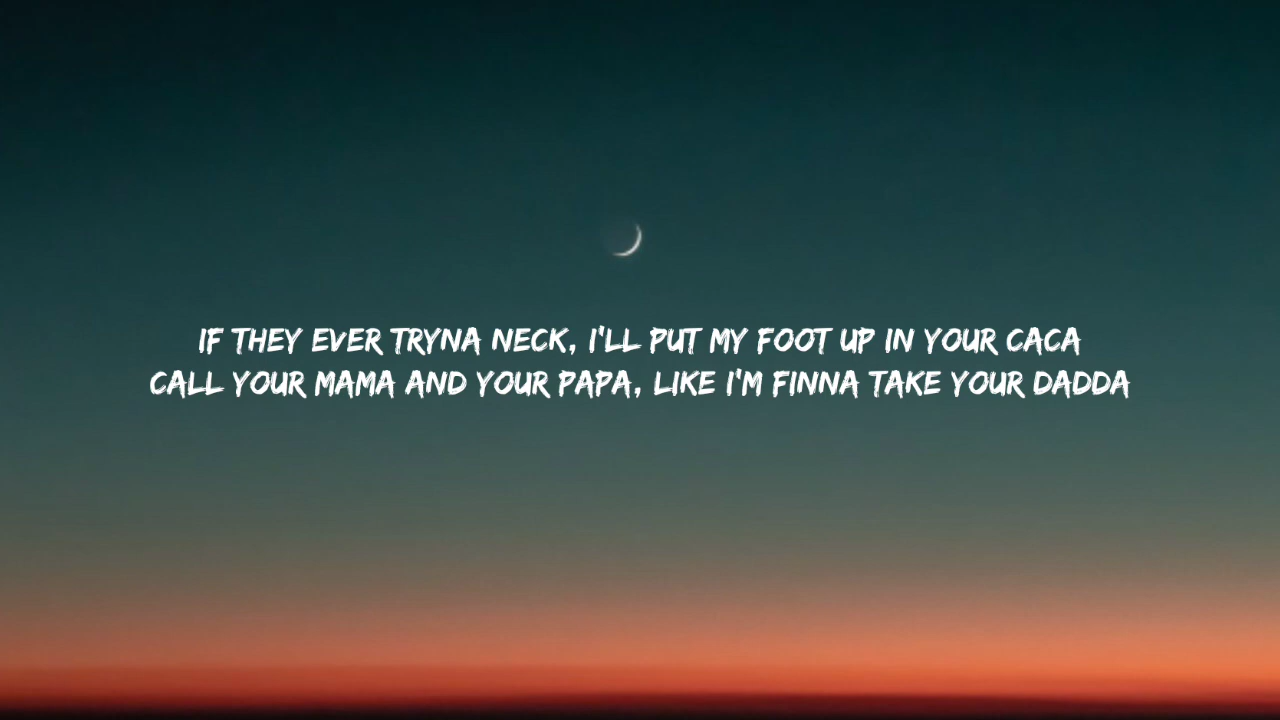 IF THEY EVER TRYNA NECK, I'LL PUT MY FOOT UP IN YOUR CACA
CALL YOUR MAMA AND YOUR PAPA, LIKE I'M FINNA TAKE YOUR DADDA